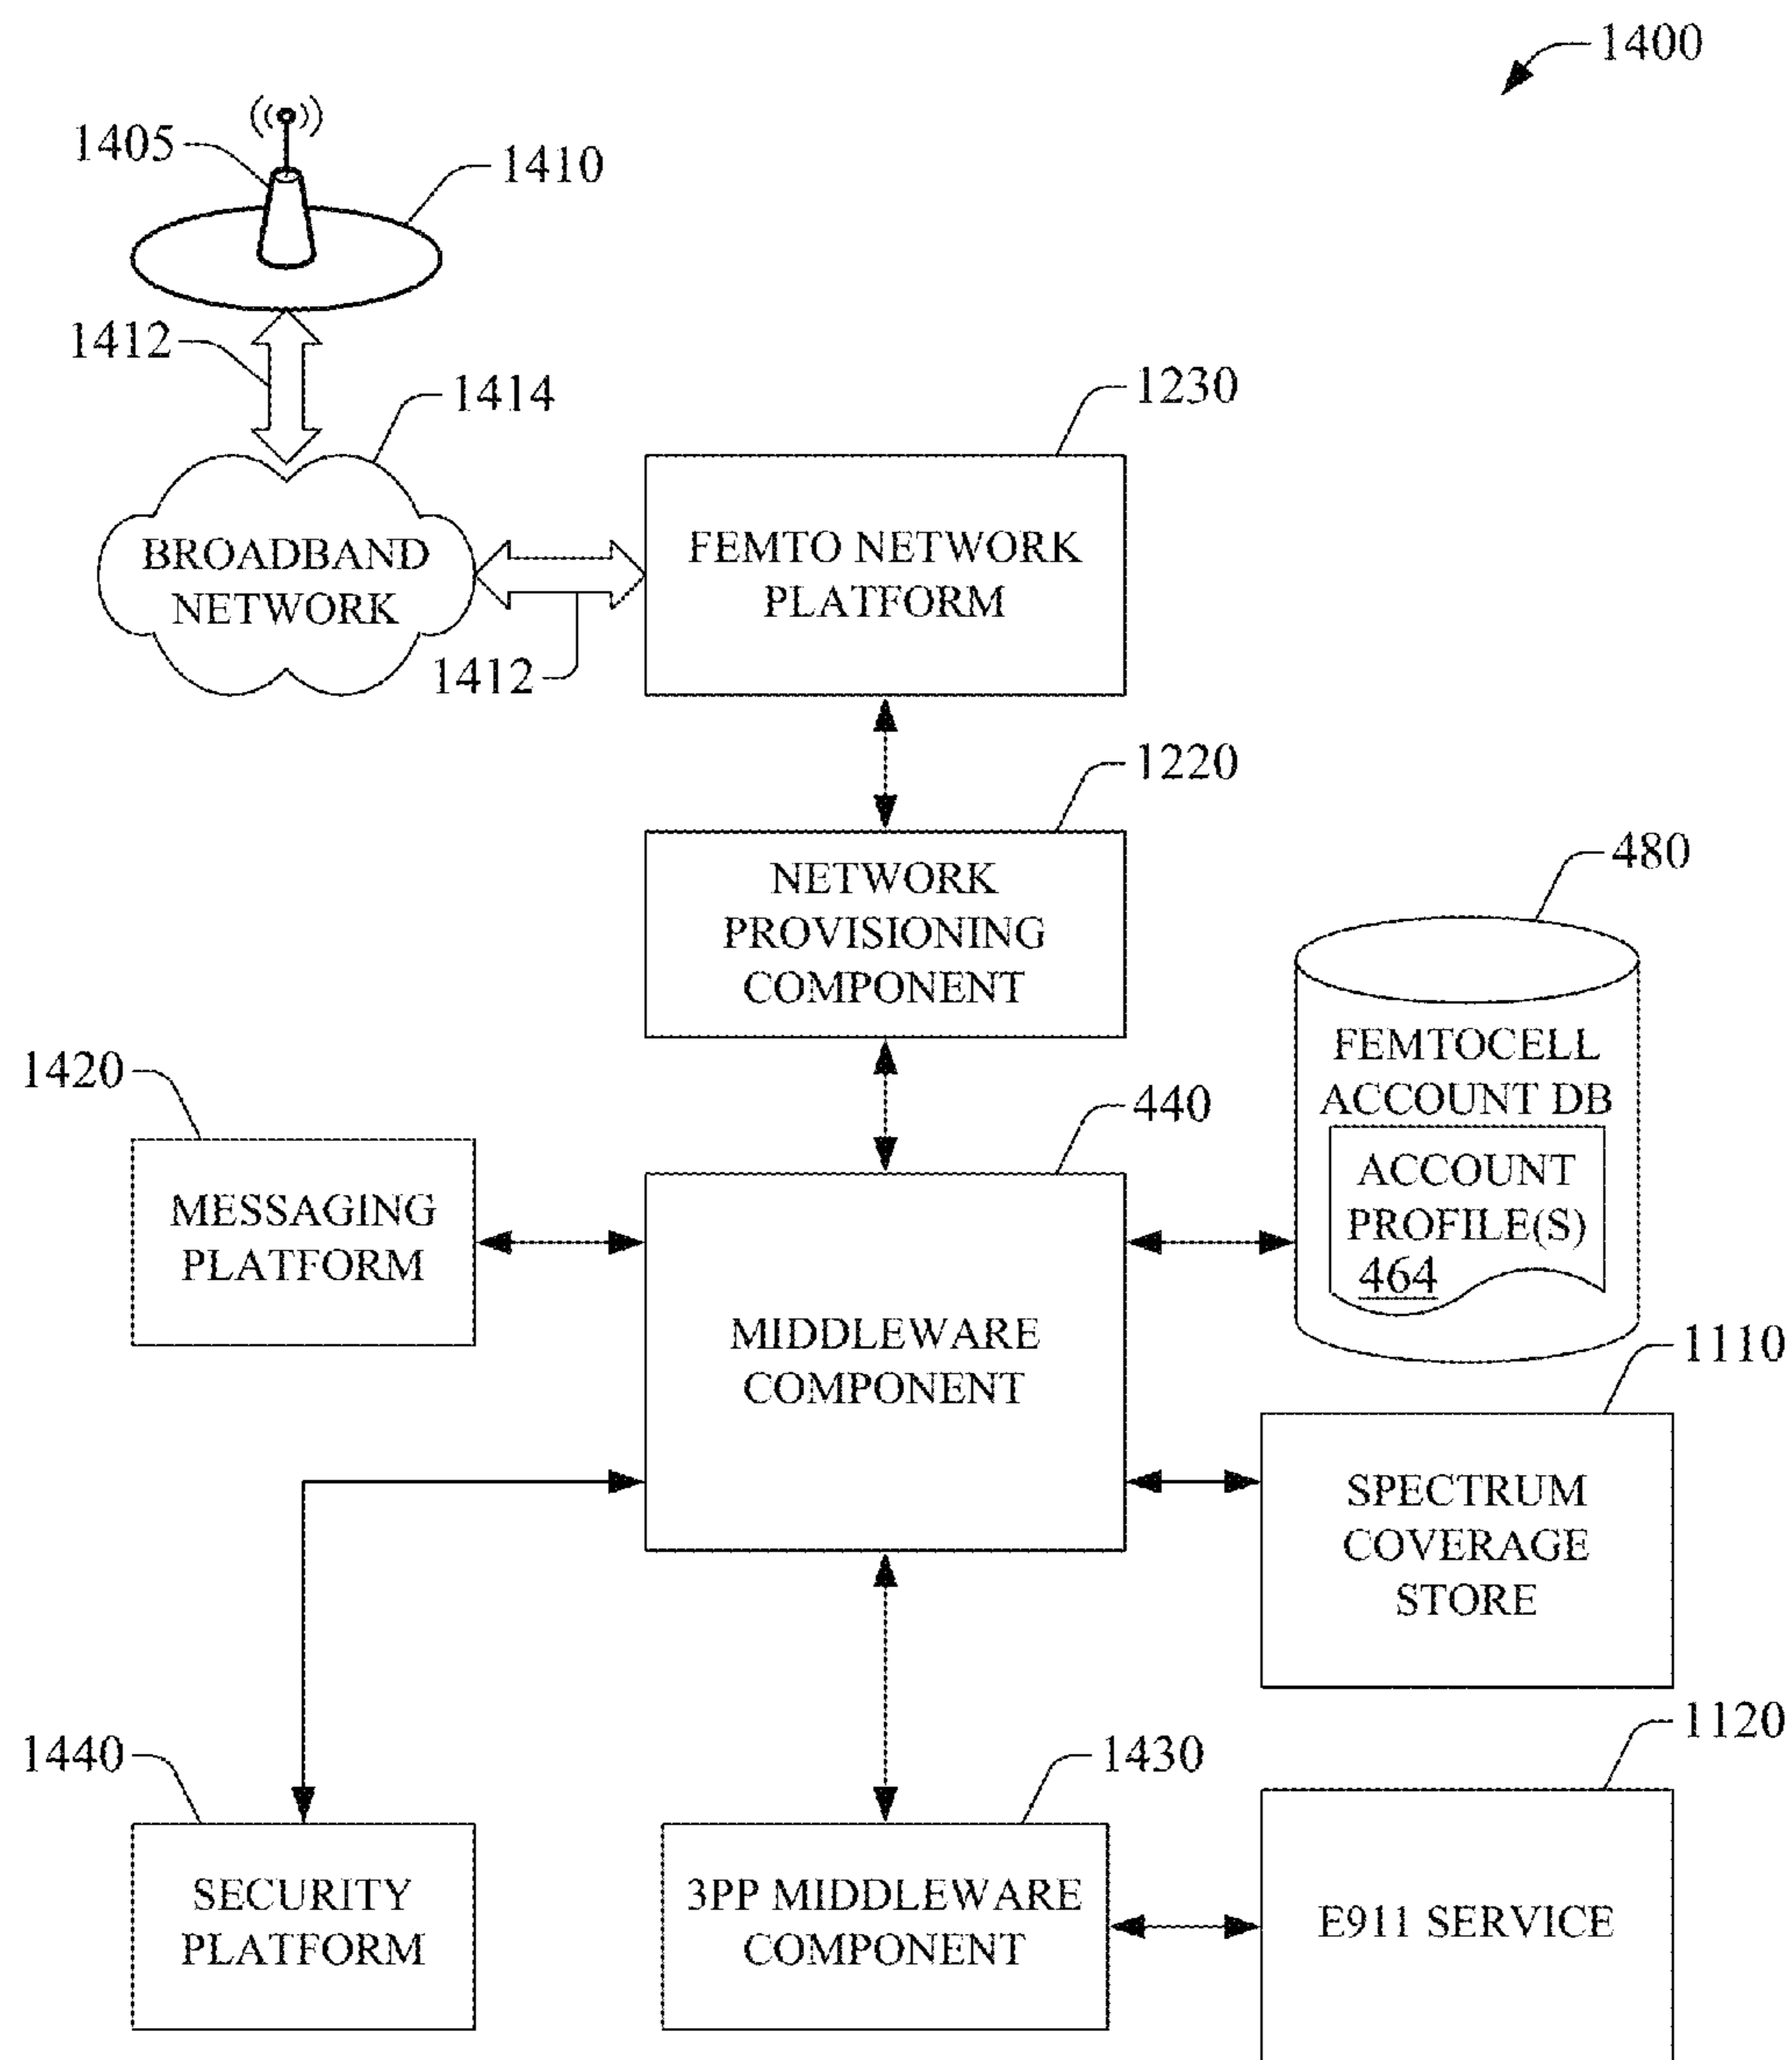 1400
1405
1410
1412
1414
1230
BROADBAND
NETWORK
FEMTO NETWORK
PLATFORM
1412
1220
NETWORK
PROVISIONING
COMPONENT
480
FEMTOCELL
ACCOUNT DB
ACCOUNT
PROFILE(S)
464
1420
440
MESSAGING
PLATFORM
MIDDLEWARE
COMPONENT
1110
SPECTRUM
COVERAGE
STORE
1440
1430
1120
SECURITY
PLATFORM
3PP MIDDLEWARE
COMPONENT
E911 SERVICE